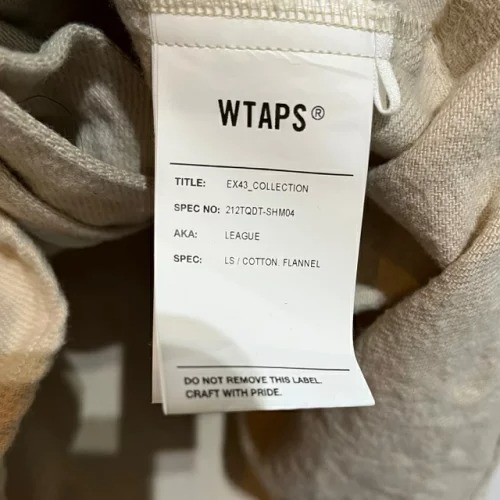 WTAPS®
TITLE: EX43_COLLECTION
SPEC NO: 212TQDT-SHM04
AKA: LEAGUE
SPEC: LS / COTTON. FLANNEL
DO NOT REMOVE THIS LABEL.
CRAFT WITH PRIDE.